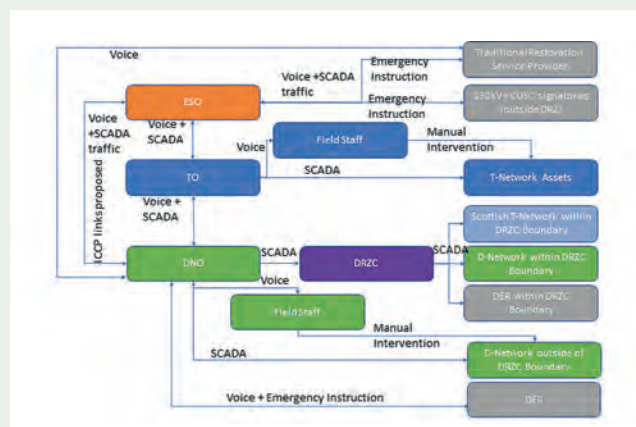 Voice
Traditional Restoration
Service Provider
Emergency
Instruction
ESO
Voice +SCADA
traffic
Emergency
Instruction
CUSC signatories
(outside DRZ)
Voice
+SCADA
traffic
Voice +
SCADA
Field Staff
Voice
Manual
Intervention
TO
SCADA
T-Network Assets
ICCP links proposed
Voice +
SCADA
Scottish T-Network within
DRZC Boundary
DNO
SCADA
DRZC
SCADA
D-Network within DRZC
Boundary
Voice
DER within DRZC
Boundary
Field Staff
Manual
Intervention
SCADA
D-Network outside of
DRZC Boundary
Voice + Emergency Instruction
DER